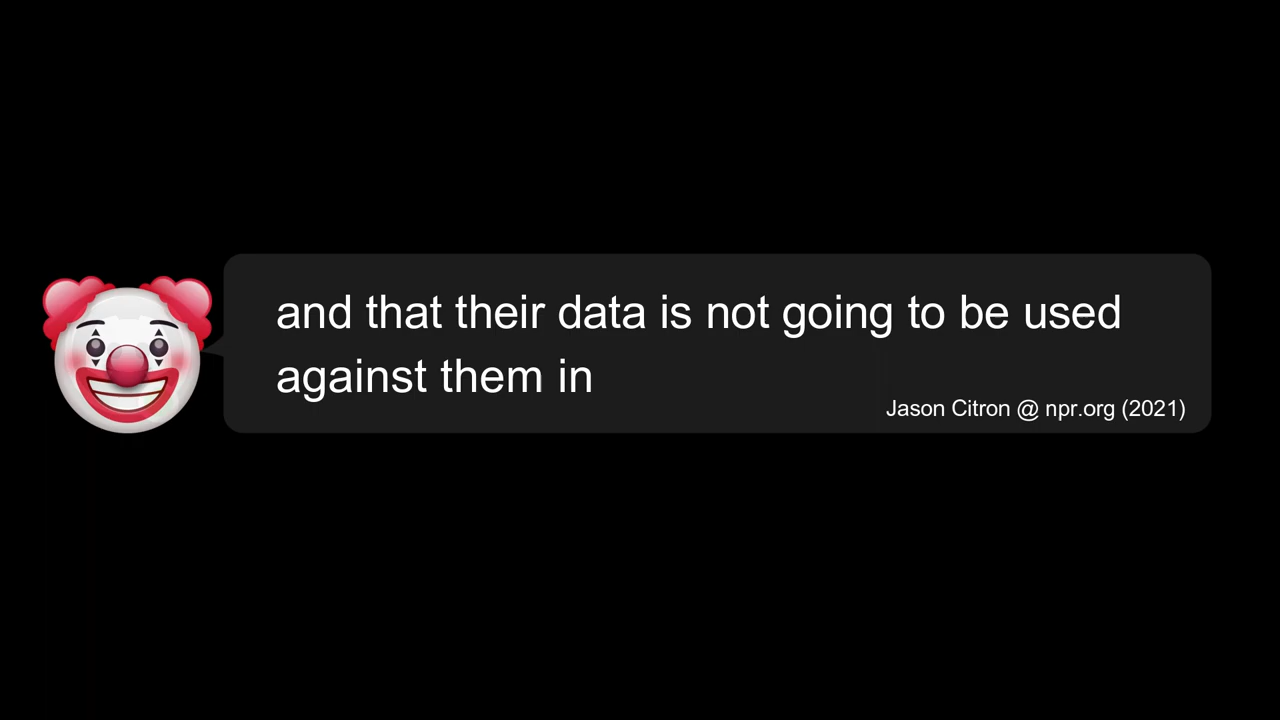 and that their data is not going to be used
against them in
Jason Citron @ npr.org (2021)